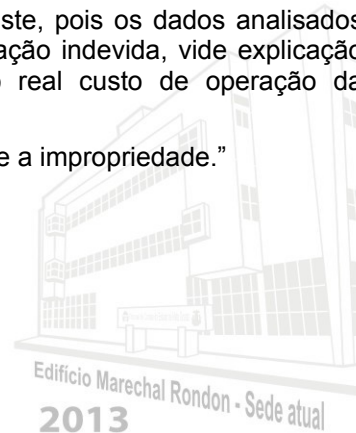 ste, pois os dados analisados
ação indevida, vide explicação
o real custo de operação da
e a impropriedade.”
Edifício Marechal Rondon - Sede atual
2013